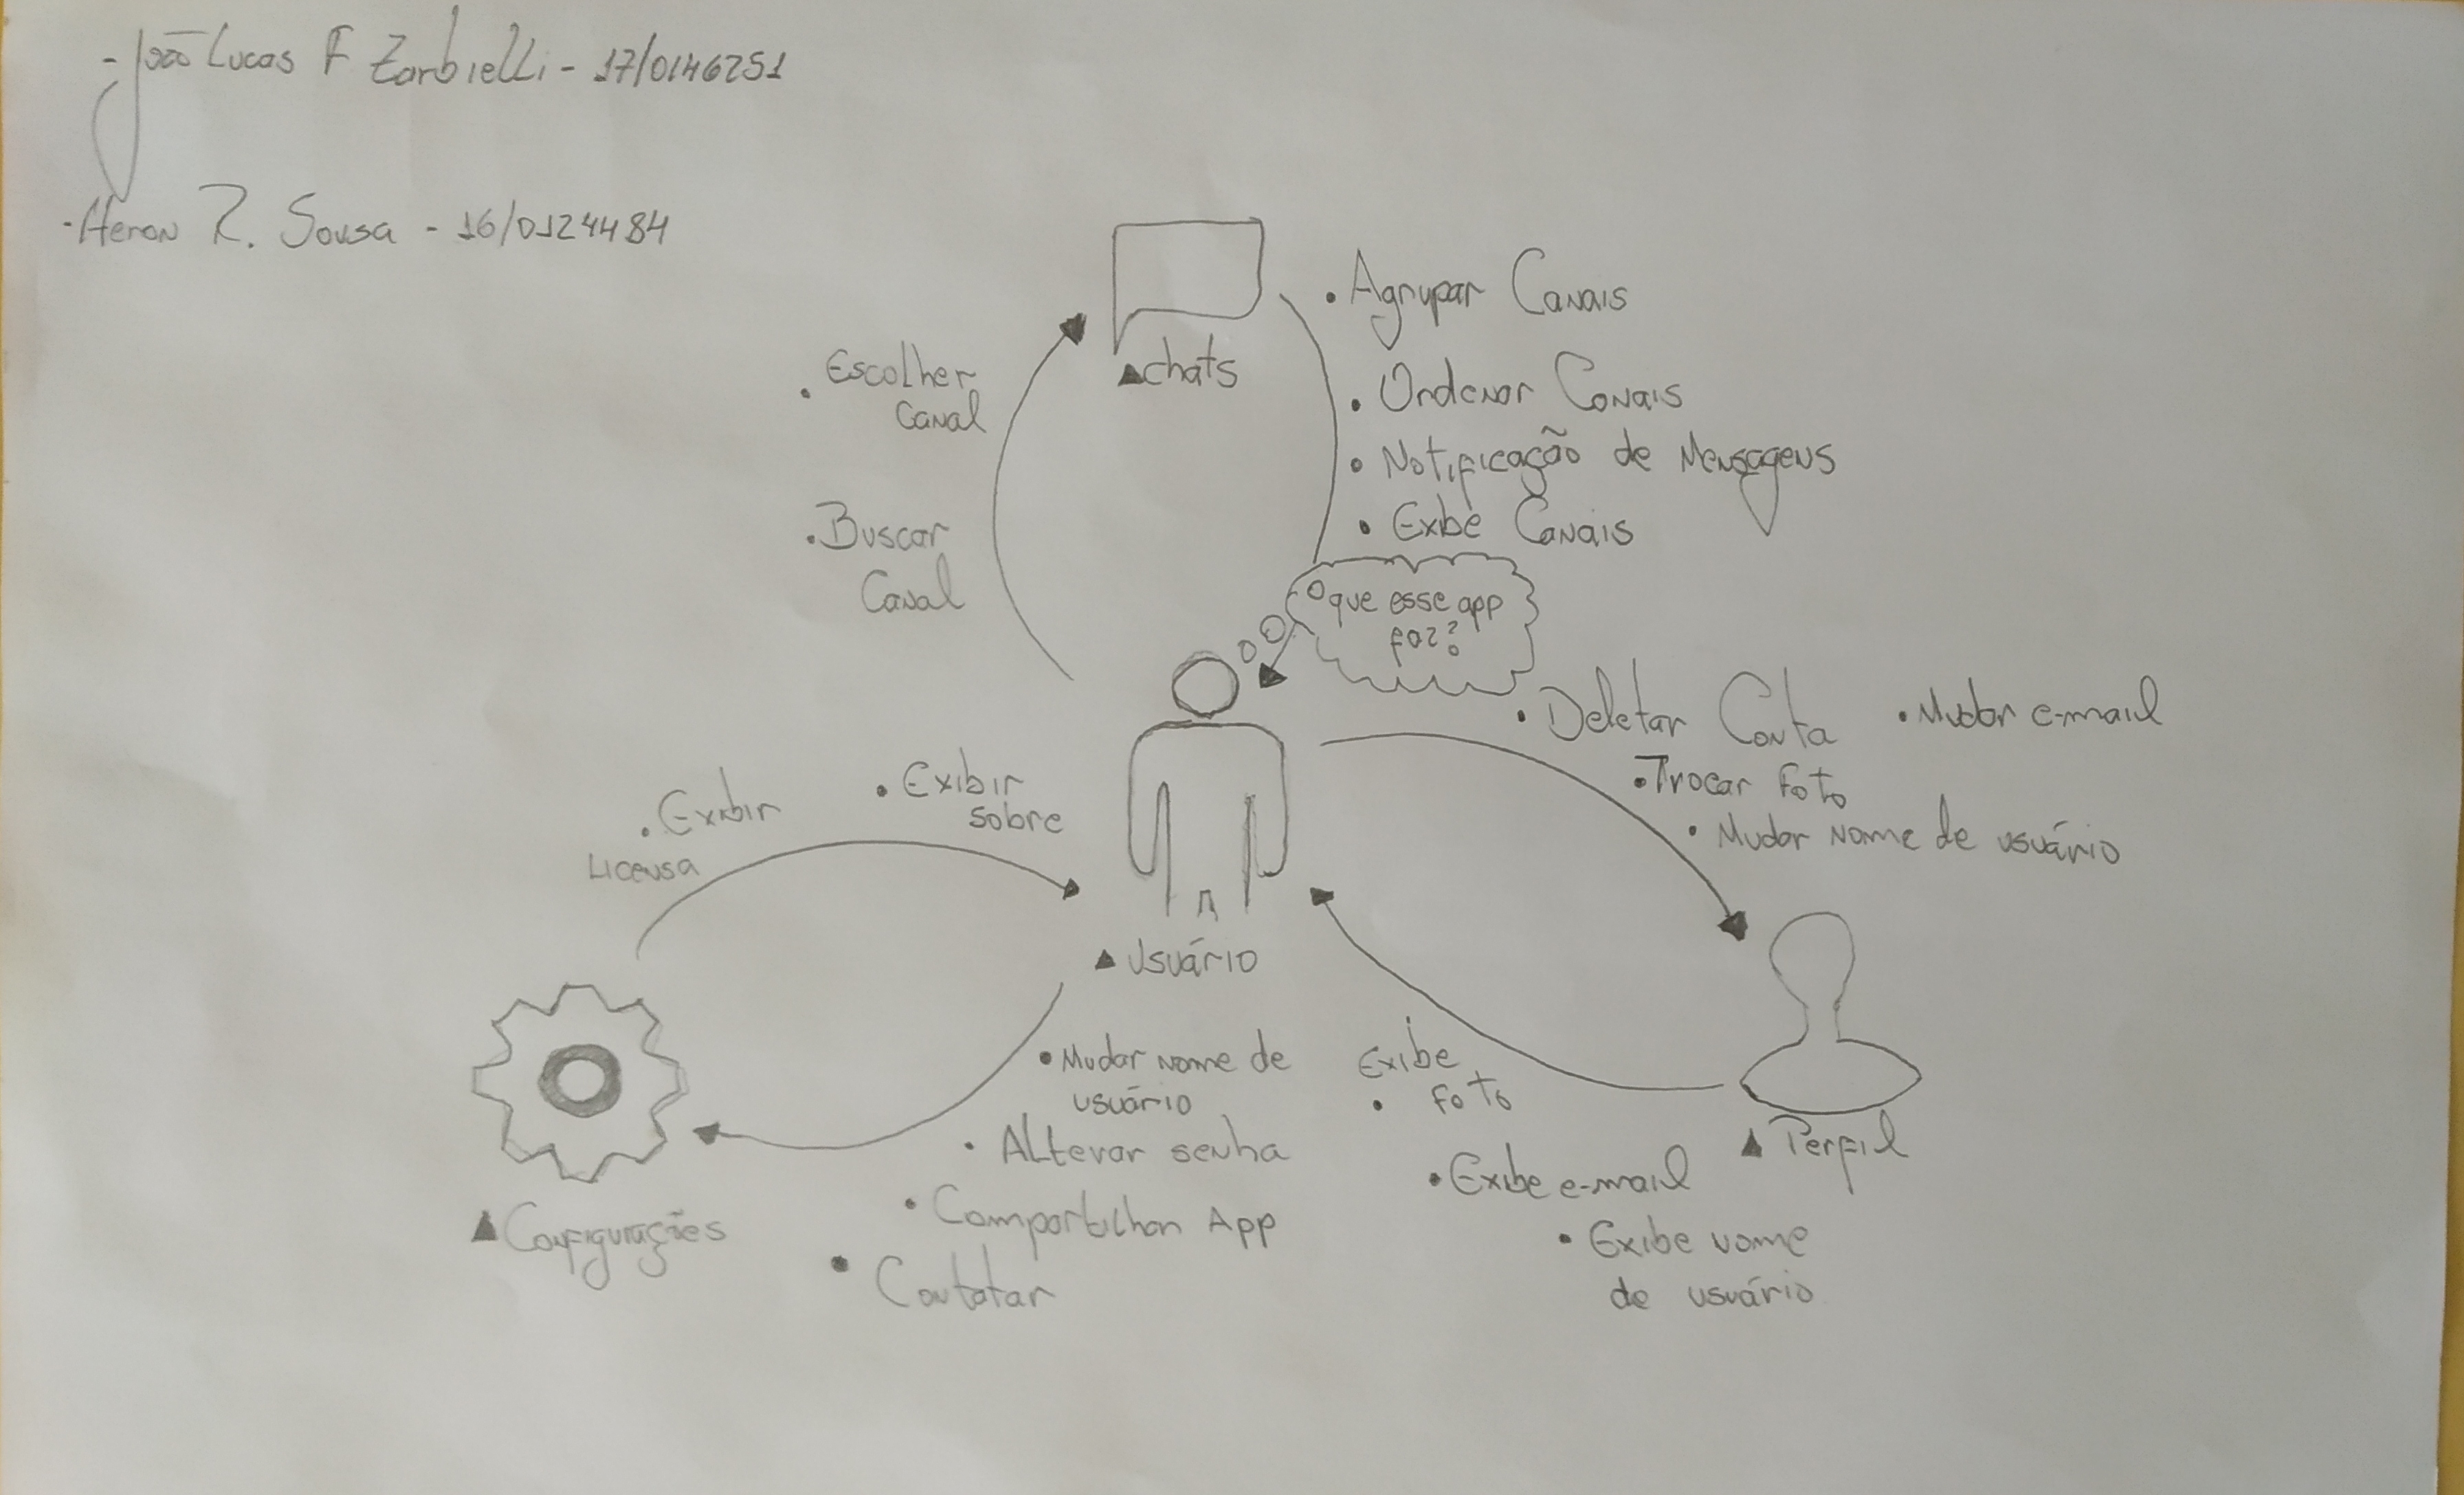 - João Lucas F Zarbielli - 17/0146251
- Heron R. Sousa - 16/0124484
• Agrupar Canais
• Escolher
Canal
▲chats
• Ordenar Canais
• Notificação de Mensagens
• Exibe Canais
• Buscar
Canal
O que esse app
faz?
• Deletar Conta
• Mudar e-mail
• Trocar Foto
• Mudar nome de usuário
• Exibir
Licensa
• Exibir
sobre
▲ Usuário
• Mudar nome de
usuário
• Alterar senha
• Compartilhar App
• Contatar
▲ Configurações
Exibe
• Foto
▲ Perfil
• Exibe e-mail
• Exibe nome
de usuário